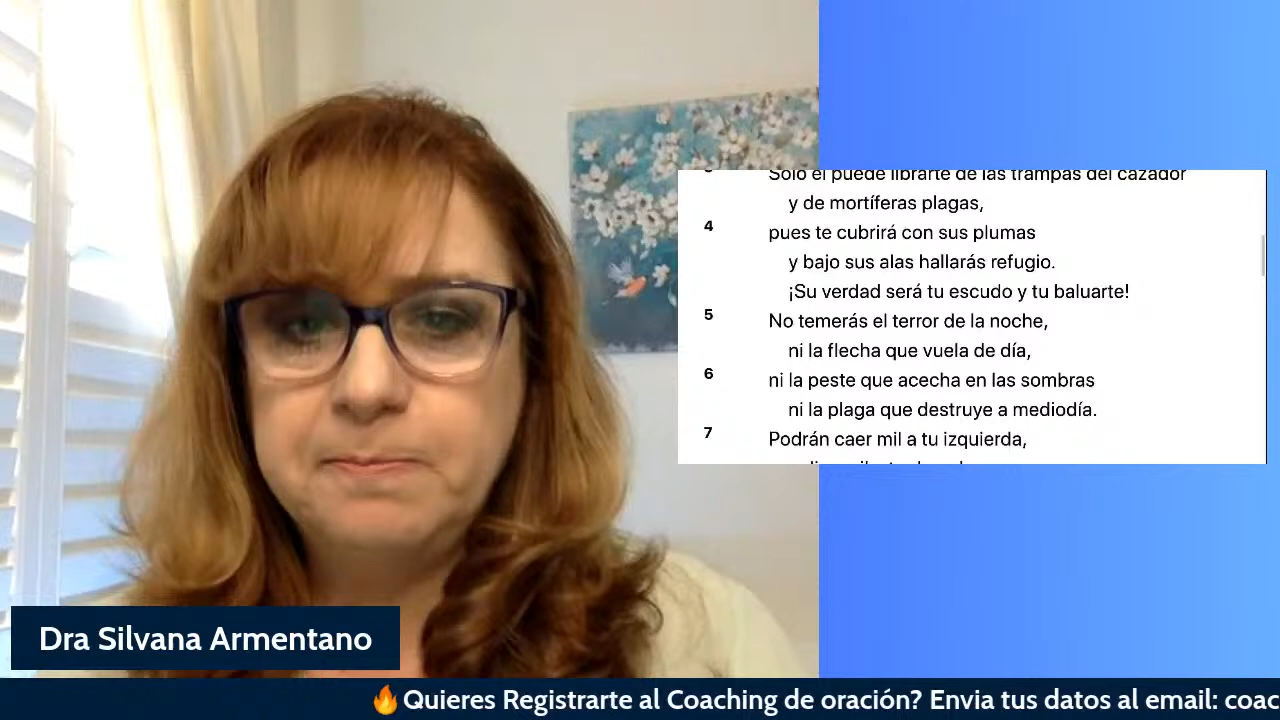 Solo él puede librarte de las trampas del cazador
y de mortíferas plagas,
4 pues te cubrirá con sus plumas
y bajo sus alas hallarás refugio.
¡Su verdad será tu escudo y tu baluarte!
5 No temerás el terror de la noche,
ni la flecha que vuela de día,
6 ni la peste que acecha en las sombras
ni la plaga que destruye a mediodía.
7 Podrán caer mil a tu izquierda,
Dra Silvana Armentano
🔥Quieres Registrarte al Coaching de oración? Envia tus datos al email: coac